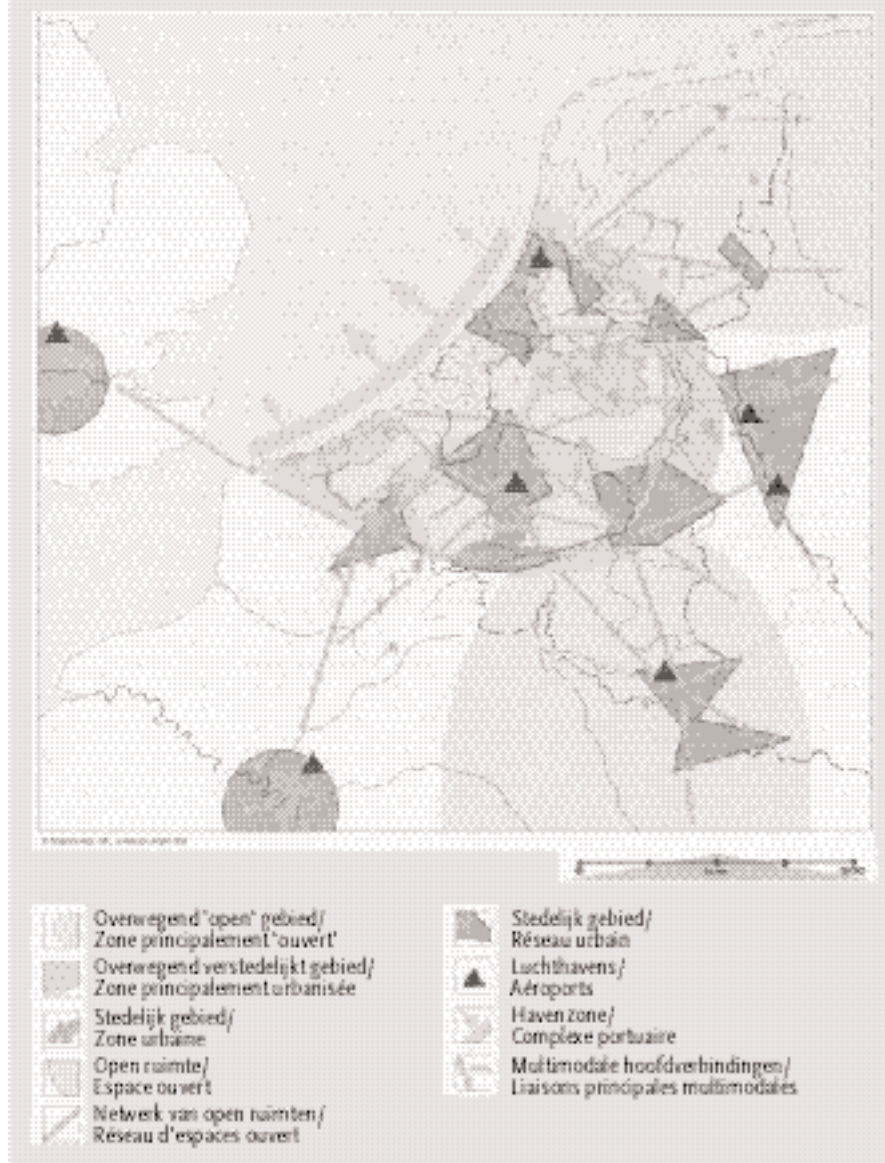 Overwegend "open" gebied/
Zone principalement "ouvert"
Overwegend verstedelijkt gebied/
Zone principalement urbanisée
Stedelijk gebied/
Zone urbaine
Open ruimte/
Espace ouvert
Netwerk van open ruimten/
Réseau d'espaces ouvert
Stedelijk gebied/
Réseau urbain
Luchthavens/
Aéroports
Havenzone/
Complexe portuaire
Multimodale hoofdverbindingen/
Liaisons principales multimodales